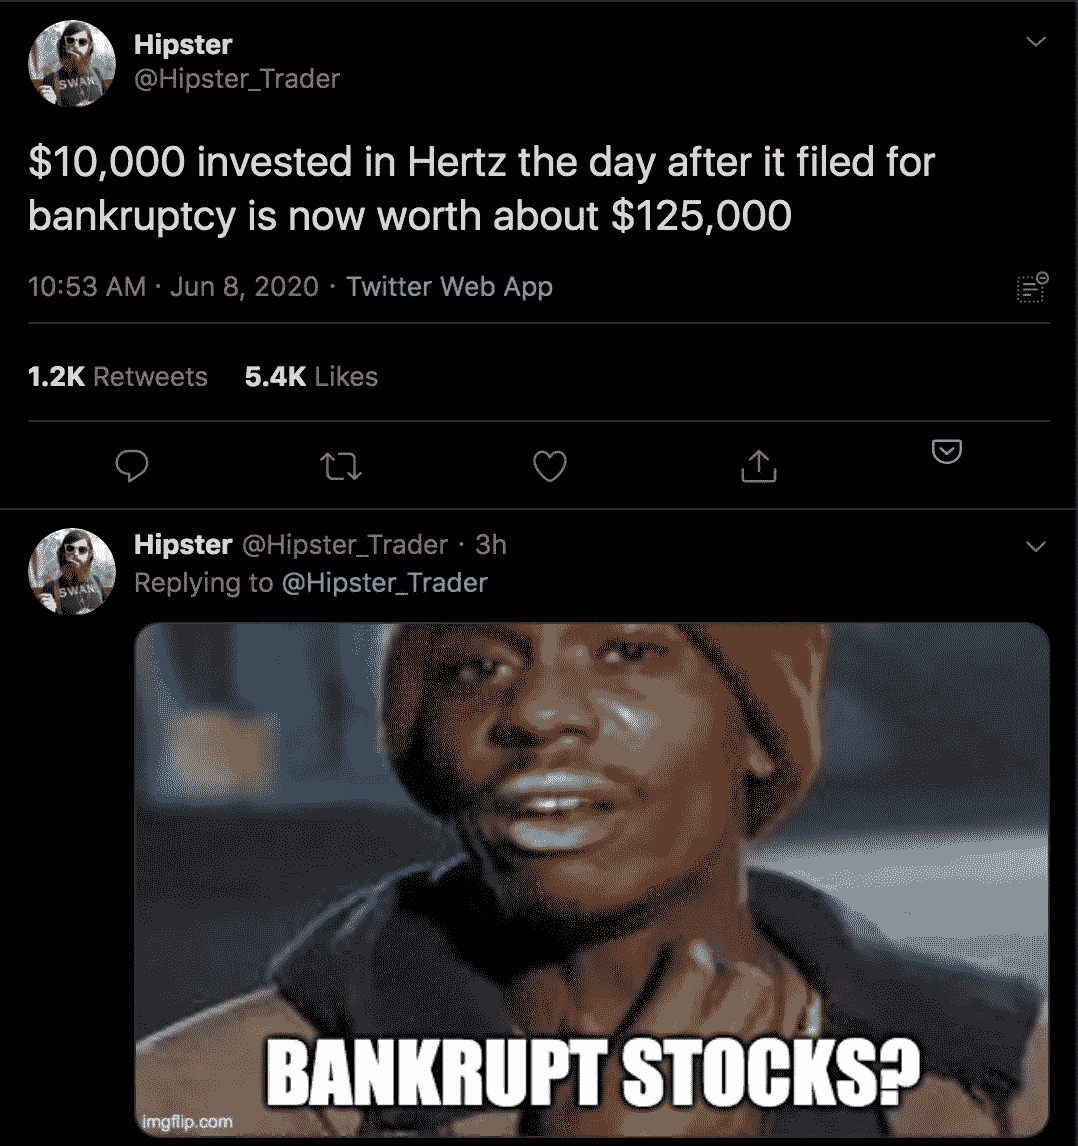 Hipster
@Hipster_Trader
SWAN
$10,000 invested in Hertz the day after it filed for
bankruptcy is now worth about $125,000
10:53 AM · Jun 8, 2020 · Twitter Web App
1.2K Retweets 5.4K Likes
Hipster @Hipster_Trader · 3h
Replying to @Hipster_Trader
SWAN
BANKRUPT STOCKS?
imgflip.com